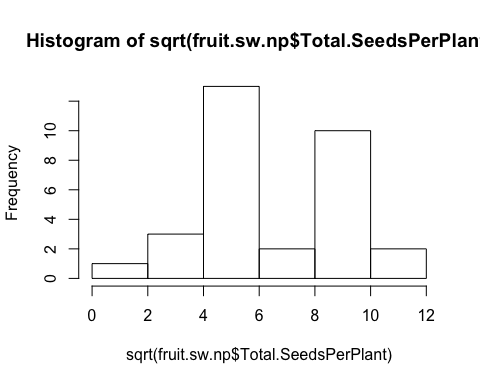 Histogram of sqrt(fruit.sw.np$Total.SeedsPerPlan
Frequency
10
8
6
4
2
0
0 2 4 6 8 10 12
sqrt(fruit.sw.np$Total.SeedsPerPlant)